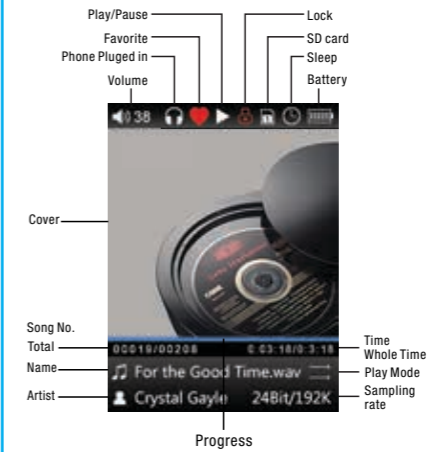 Play/Pause
Lock
Favorite
SD card
Phone Pluged in
Sleep
Volume
Battery
38
Cover
Song No.
Total
00019/00208
0:03:18/0:3:18
Time
Whole Time
Name
For the Good Time.wav
Play Mode
Artist
Crystal Gayle
24Bit/192K
Sampling
rate
Progress